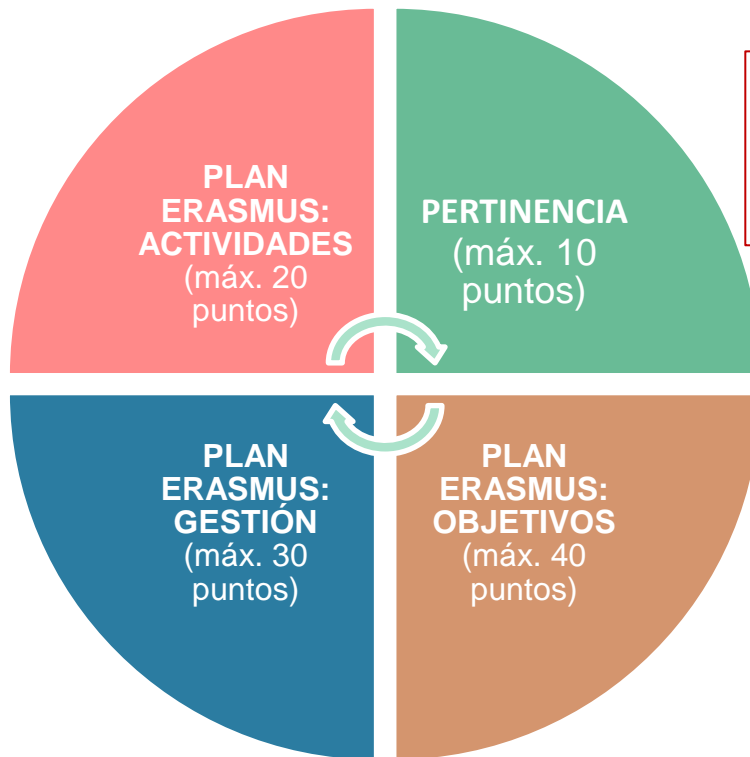 PLAN
ERASMUS:
ACTIVIDADES
(máx. 20
puntos)
PERTINENCIA
(máx. 10
puntos)
PLAN
ERASMUS:
GESTIÓN
(máx. 30
puntos)
PLAN
ERASMUS:
OBJETIVOS
(máx. 40
puntos)